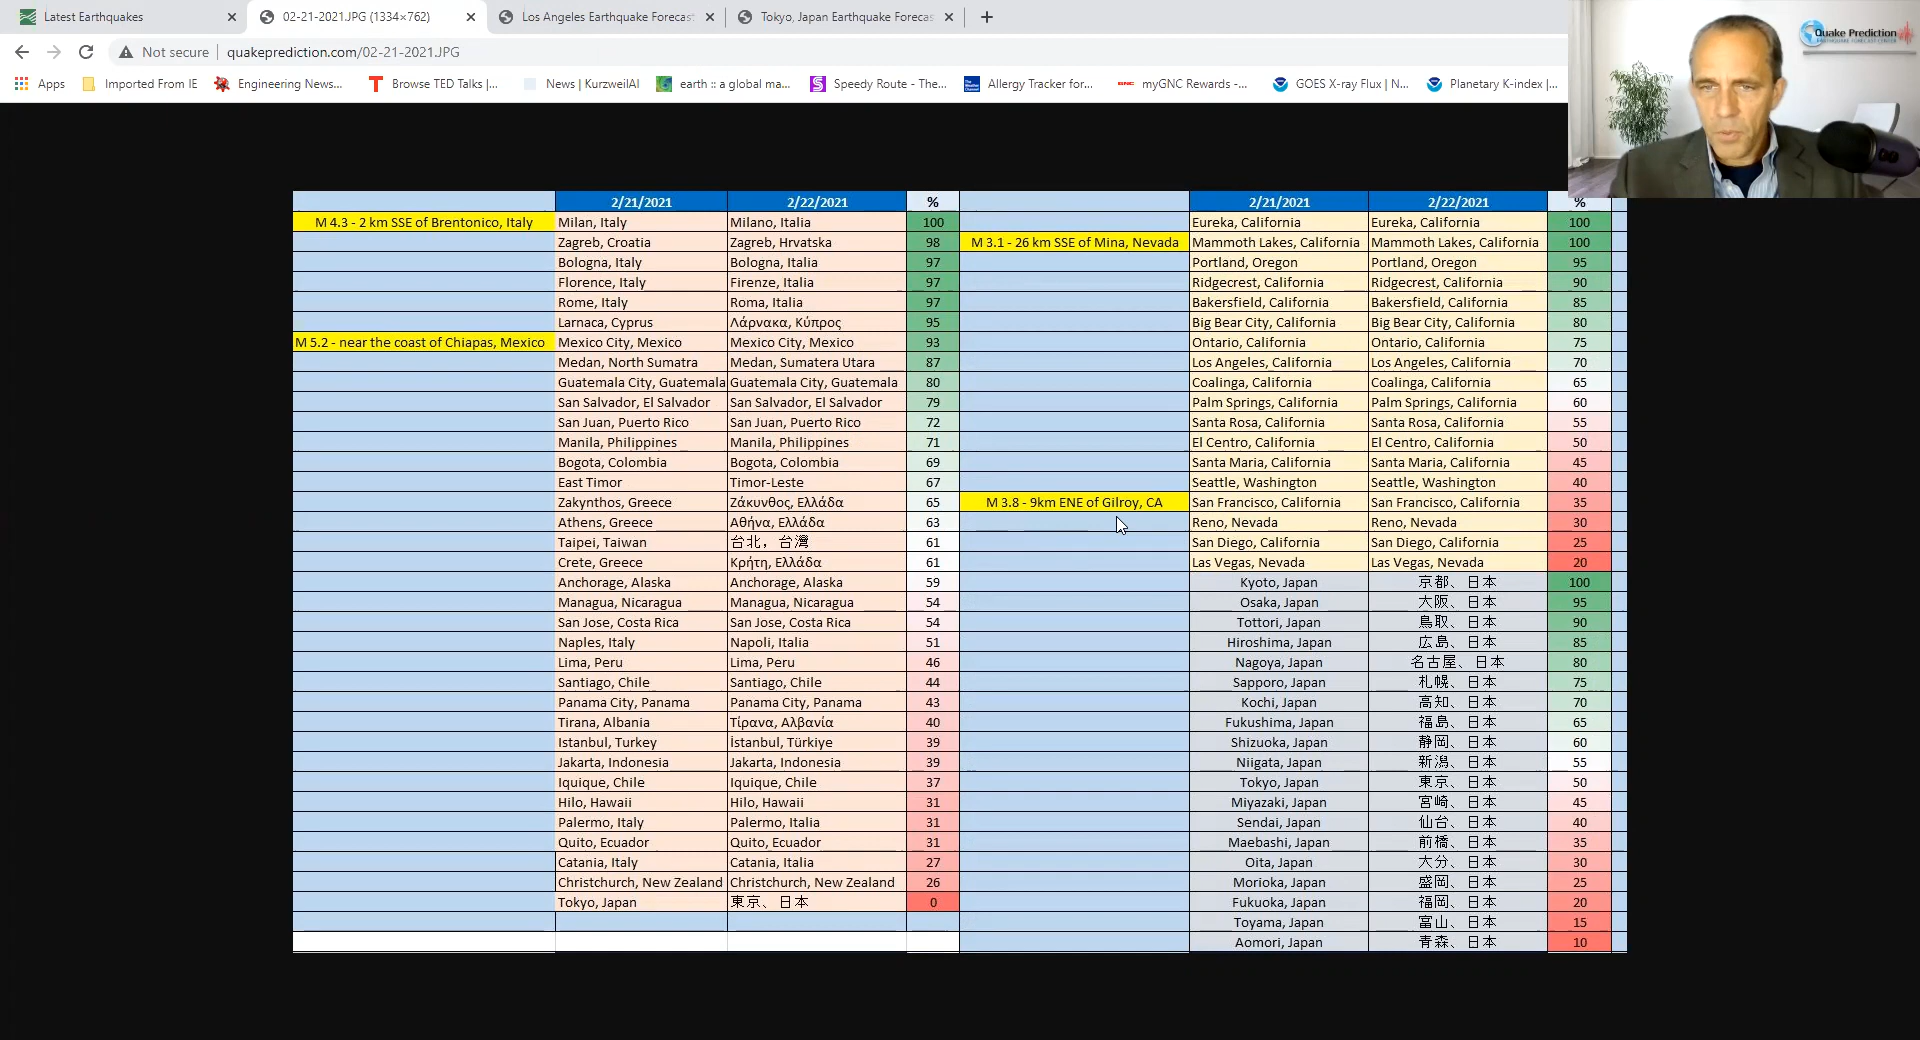 Latest Earthquakes
02-21-2021.JPG (1334×762)
Los Angeles Earthquake Forecast
Tokyo, Japan Earthquake Forecas
Not secure
quakeprediction.com/02-21-2021.JPG
Apps
Imported From IE
Engineering News...
Browse TED Talks |...
News | KurzweilAI
earth :: a global ma...
Speedy Route - The...
Allergy Tracker for...
myGNC Rewards -...
GOES X-ray Flux | N...
Planetary K-index |...
Quake Prediction
EARTHQUAKE FORECAST CENTER
2/21/2021 2/22/2021 % 2/21/2021 2/22/2021 %
M 4.3 - 2 km SSE of Brentonico, Italy Milan, Italy Milano, Italia 100 Eureka, California Eureka, California 100
Zagreb, Croatia Zagreb, Hrvatska 98 M 3.1 - 26 km SSE of Mina, Nevada Mammoth Lakes, California Mammoth Lakes, California 100
Bologna, Italy Bologna, Italia 97 Portland, Oregon Portland, Oregon 95
Florence, Italy Firenze, Italia 97 Ridgecrest, California Ridgecrest, California 90
Rome, Italy Roma, Italia 97 Bakersfield, California Bakersfield, California 85
Larnaca, Cyprus Λάρνακα, Κύπρος 95 Big Bear City, California Big Bear City, California 80
M 5.2 - near the coast of Chiapas, Mexico Mexico City, Mexico Mexico City, Mexico 93 Ontario, California Ontario, California 75
Medan, North Sumatra Medan, Sumatera Utara 87 Los Angeles, California Los Angeles, California 70
Guatemala City, Guatemala Guatemala City, Guatemala 80 Coalinga, California Coalinga, California 65
San Salvador, El Salvador San Salvador, El Salvador 79 Palm Springs, California Palm Springs, California 60
San Juan, Puerto Rico San Juan, Puerto Rico 72 Santa Rosa, California Santa Rosa, California 55
Manila, Philippines Manila, Philippines 71 El Centro, California El Centro, California 50
Bogota, Colombia Bogota, Colombia 69 Santa Maria, California Santa Maria, California 45
East Timor Timor-Leste 67 Seattle, Washington Seattle, Washington 40
Zakynthos, Greece Ζάκυνθος, Ελλάδα 65 M 3.8 - 9km ENE of Gilroy, CA San Francisco, California San Francisco, California 35
Athens, Greece Αθήνα, Ελλάδα 63 Reno, Nevada Reno, Nevada 30
Taipei, Taiwan 台北，台灣 61 San Diego, California San Diego, California 25
Crete, Greece Κρήτη, Ελλάδα 61 Las Vegas, Nevada Las Vegas, Nevada 20
Anchorage, Alaska Anchorage, Alaska 59 Kyoto, Japan 京都、日本 100
Managua, Nicaragua Managua, Nicaragua 54 Osaka, Japan 大阪、日本 95
San Jose, Costa Rica San Jose, Costa Rica 54 Tottori, Japan 鳥取、日本 90
Naples, Italy Napoli, Italia 51 Hiroshima, Japan 広島、日本 85
Lima, Peru Lima, Peru 46 Nagoya, Japan 名古屋、日本 80
Santiago, Chile Santiago, Chile 44 Sapporo, Japan 札幌、日本 75
Panama City, Panama Panama City, Panama 43 Kochi, Japan 高知、日本 70
Tirana, Albania Τίρανα, Αλβανία 40 Fukushima, Japan 福島、日本 65
Istanbul, Turkey İstanbul, Türkiye 39 Shizuoka, Japan 静岡、日本 60
Jakarta, Indonesia Jakarta, Indonesia 39 Niigata, Japan 新潟、日本 55
Iquique, Chile Iquique, Chile 37 Tokyo, Japan 東京、日本 50
Hilo, Hawaii Hilo, Hawaii 31 Miyazaki, Japan 宮崎、日本 45
Palermo, Italy Palermo, Italia 31 Sendai, Japan 仙台、日本 40
Quito, Ecuador Quito, Ecuador 31 Maebashi, Japan 前橋、日本 35
Catania, Italy Catania, Italia 27 Oita, Japan 大分、日本 30
Christchurch, New Zealand Christchurch, New Zealand 26 Morioka, Japan 盛岡、日本 25
Tokyo, Japan 東京、日本 0 Fukuoka, Japan 福岡、日本 20
Toyama, Japan 富山、日本 15
Aomori, Japan 青森、日本 10